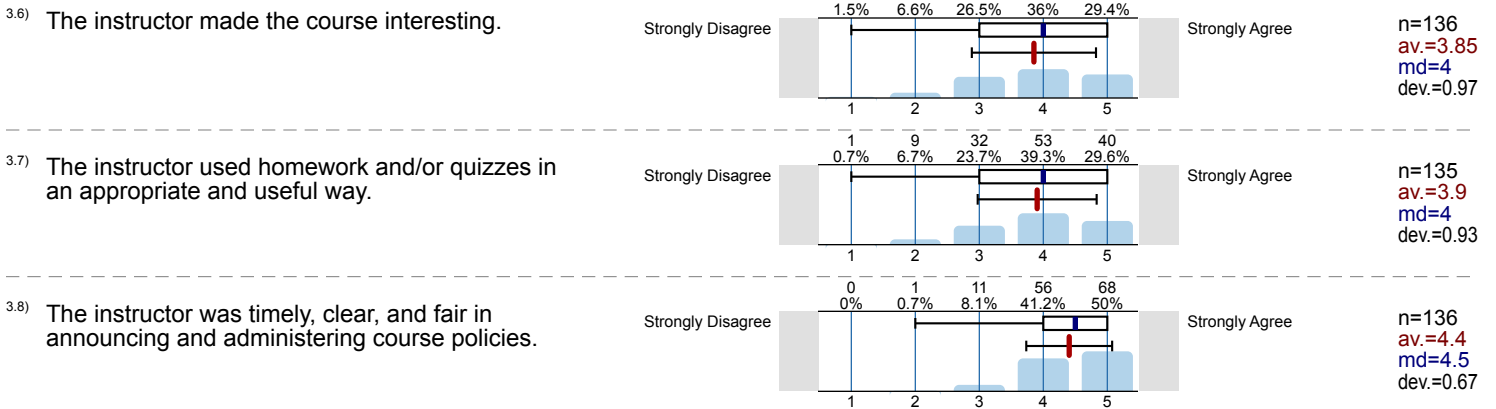 1.5% 6.6% 26.5% 36% 29.4%
3.6) The instructor made the course interesting.
Strongly Disagree
Strongly Agree
n=136
av.=3.85
md=4
dev.=0.97
1 2 3 4 5
1 9 32 53 40
0.7% 6.7% 23.7% 39.3% 29.6%
3.7) The instructor used homework and/or quizzes in
an appropriate and useful way.
Strongly Disagree
Strongly Agree
n=135
av.=3.9
md=4
dev.=0.93
1 2 3 4 5
0 1 11 56 68
0% 0.7% 8.1% 41.2% 50%
3.8) The instructor was timely, clear, and fair in
announcing and administering course policies.
Strongly Disagree
Strongly Agree
n=136
av.=4.4
md=4.5
dev.=0.67
1 2 3 4 5